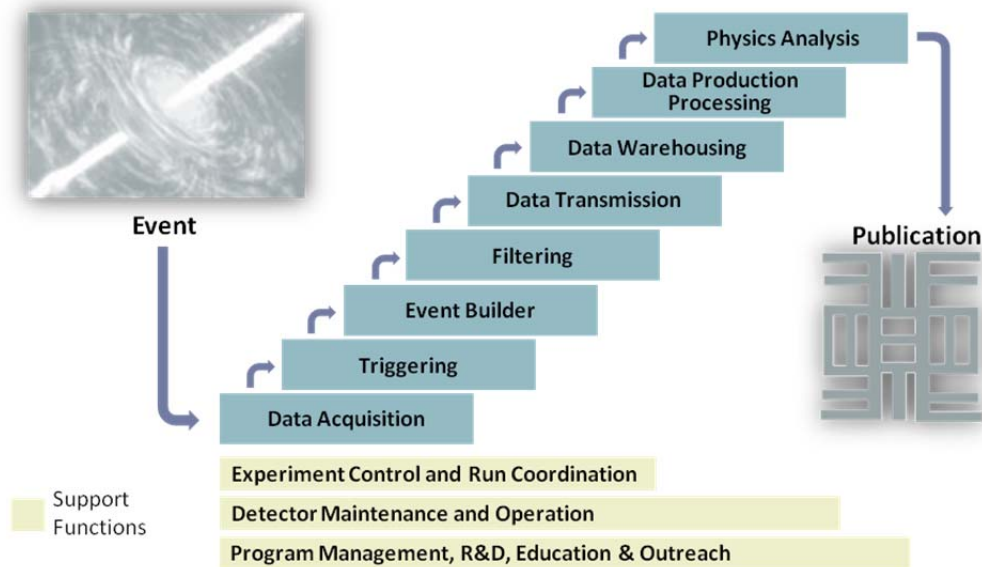 Physics Analysis
Data Production
Processing
Data Warehousing
Data Transmission
Event
Publication
Filtering
Event Builder
Triggering
Data Acquisition
Experiment Control and Run Coordination
Support
Functions
Detector Maintenance and Operation
Program Management, R&D, Education & Outreach